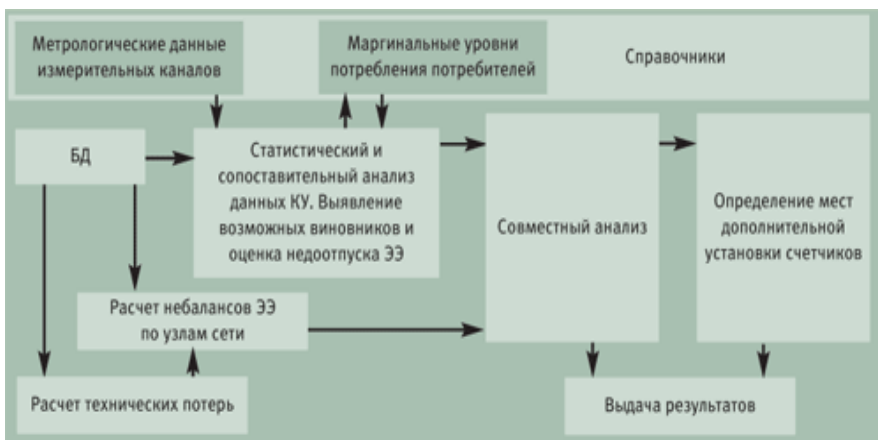 Метрологические данные
измерительных каналов
Маргинальные уровни
потребления потребителей
Справочники
БД
Статистический и
сопоставительный анализ
данных КУ. Выявление
возможных виновников и
оценка недоотпуска ЭЭ
Совместный анализ
Определение мест
дополнительной
установки счетчиков
Расчет небалансов ЭЭ
по узлам сети
Расчет технических потерь
Выдача результатов